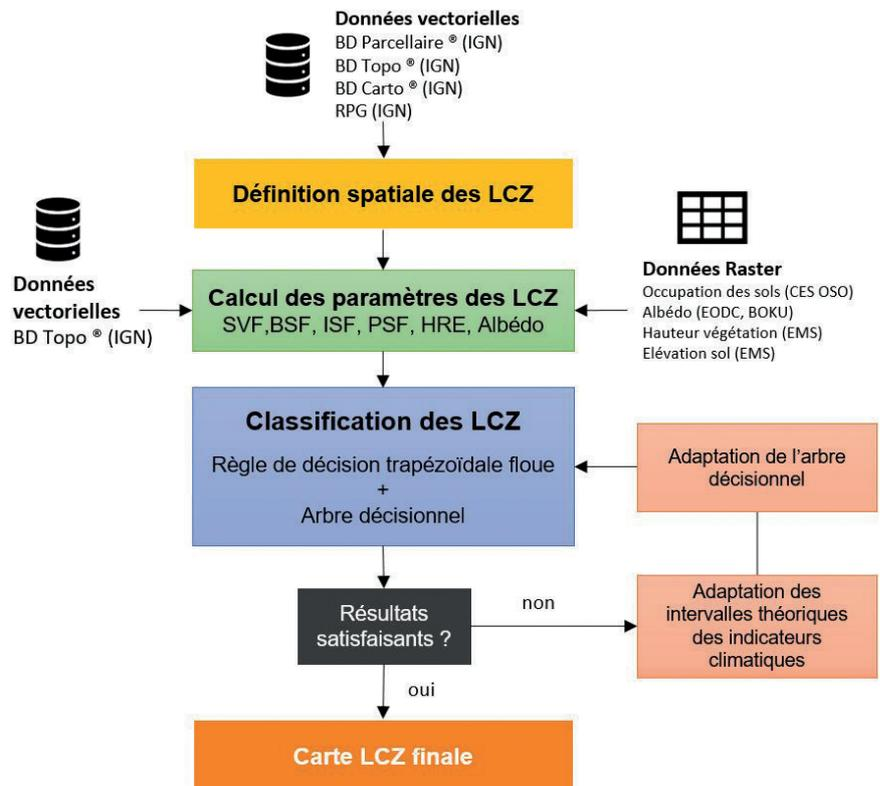 Données vectorielles
BD Parcellaire ® (IGN)
BD Topo ® (IGN)
BD Carto ® (IGN)
RPG (IGN)
Définition spatiale des LCZ
Données
vectorielles
BD Topo ® (IGN)
Calcul des paramètres des LCZ
SVF,BSF, ISF, PSF, HRE, Albédo
Données Raster
Occupation des sols (CES OSO)
Albédo (EODC, BOKU)
Hauteur végétation (EMS)
Elévation sol (EMS)
Classification des LCZ
Règle de décision trapézoïdale floue
+
Arbre décisionnel
Adaptation de l'arbre
décisionnel
Résultats
satisfaisants ?
non
Adaptation des
intervalles théoriques
des indicateurs
climatiques
oui
Carte LCZ finale